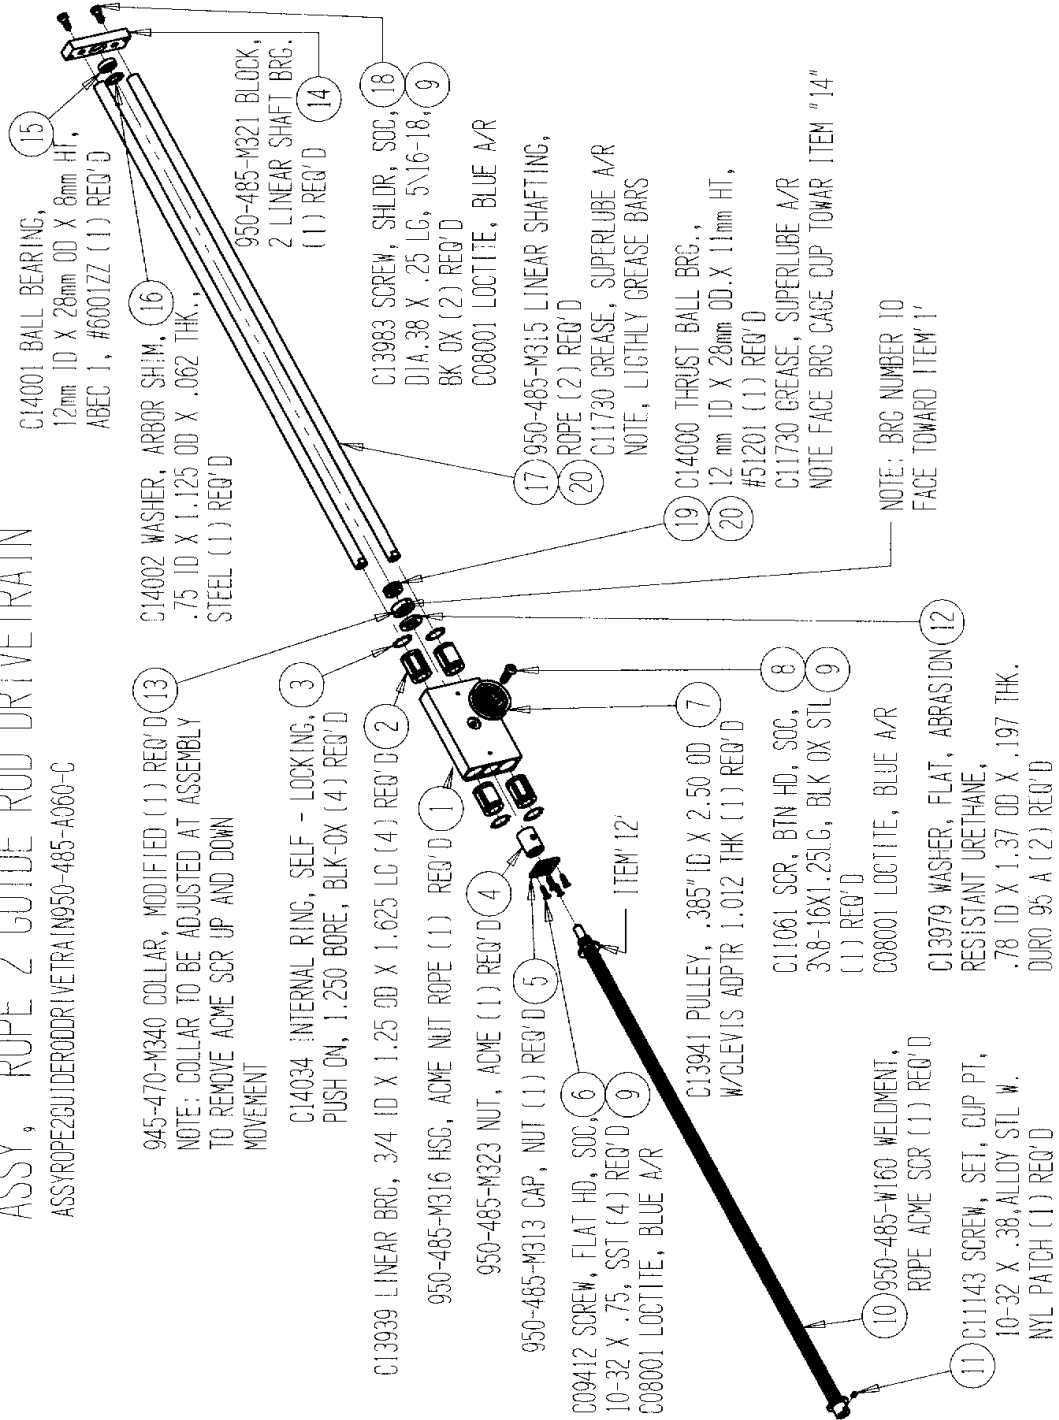 ASSY, ROPE 2 GUIDE ROD DRIVETRAIN
ASSYROPE2GUIDERODDRIVETRAIN950-485-A060-C
945-470-M340 COLLAR, MODIFIED (1) REQ'D 13
NOTE: COLLAR TO BE ADJUSTED AT ASSEMBLY
TO REMOVE ACME SCR UP AND DOWN
MOVEMENT
C14034 INTERNAL RING, SELF - LOCKING, 3
PUSH ON, 1.250 BORE, BLK-OX (4) REQ'D
C13939 LINEAR BRG, 3/4 ID X 1.25 OD X 1.625 LG (4) REQ'D 2
950-485-M316 HSG, ACME NUT ROPE (1) REQ'D 1
950-485-M323 NUT, ACME (1) REQ'D 4
950-485-M313 CAP, NUT (1) REQ'D 5
C09412 SCREW, FLAT HD, SOC, 6
10-32 X .75, SST (4) REQ'D 9
C08001 LOCTITE, BLUE A/R
10 950-485-W160 WELDMENT,
ROPE ACME SCR (1) REQ'D
11 C11143 SCREW, SET, CUP PT,
10-32 X .38,ALLOY STL W.
NYL PATCH (1) REQ'D
ITEM'12'
C13941 PULLEY, .385"ID X 2.50 OD 7
W/CLEVIS ADPTR 1.012 THK (1) REQ'D
C11061 SCR, BTN HD, SOC, 8
3\8-16X1.25LG, BLK OX STL 9
(1) REQ'D
C08001 LOCTITE, BLUE A/R
C13979 WASHER, FLAT, ABRASION 12
RESISTANT URETHANE,
.78 ID X 1.37 OD X .197 THK.
DURO 95 A (2) REQ'D
C14001 BALL BEARING, 15
12mm ID X 28mm OD X 8mm HT,
ABEC 1, #6001ZZ (1) REQ'D
C14002 WASHER, ARBOR SHIM, 16
.75 ID X 1.125 OD X .062 THK.,
STEEL (1) REQ'D
950-485-M321 BLOCK,
2 LINEAR SHAFT BRG.
(1) REQ'D 14
C13983 SCREW, SHLDR, SOC, 18
DIA.38 X .25 LG, 5\16-18, 9
BK OX (2) REQ'D
C08001 LOCTITE, BLUE A/R
17 950-485-M315 LINEAR SHAFTING,
20 ROPE (2) REQ'D
C11730 GREASE, SUPERLUBE A/R
NOTE, LIGTHLY GREASE BARS
19 C14000 THRUST BALL BRG.,
20 12 mm ID X 28mm OD.X 11mm HT,
#51201 (1) REQ'D
C11730 GREASE, SUPERLUBE A/R
NOTE FACE BRG CAGE CUP TOWAR ITEM "14"
NOTE: BRG NUMBER TO
FACE TOWARD ITEM'1'